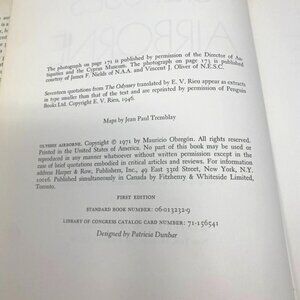 The photograph on page 171 is published by permission of the Director of An-
tiquities and the Cyprus Museum. The photograph on page 173 is published
courtesy of James F. Nields of N.A.A. and Vincent J. Oliver of N.E.S.C.
Seventeen quotations from The Odyssey translated by E. V. Rieu appear as extracts
in type smaller than that of the text and are reprinted by permission of Penguin
Books Ltd. Copyright E. V. Rieu, 1946.
Maps by Jean Paul Tremblay
ULYSSES AIRBORNE. Copyright © 1971 by Mauricio Obregón. All rights reserved.
Printed in the United States of America. No part of this book may be used or
reproduced in any manner whatsoever without written permission except in the
case of brief quotations embodied in critical articles and reviews. For information
address Harper & Row, Publishers, Inc., 49 East 33rd Street, New York, N.Y.
10016. Published simultaneously in Canada by Fitzhenry & Whiteside Limited,
Toronto.
FIRST EDITION
STANDARD BOOK NUMBER: 06-013232-9
LIBRARY OF CONGRESS CATALOG CARD NUMBER: 71-156541
Designed by Patricia Dunbar